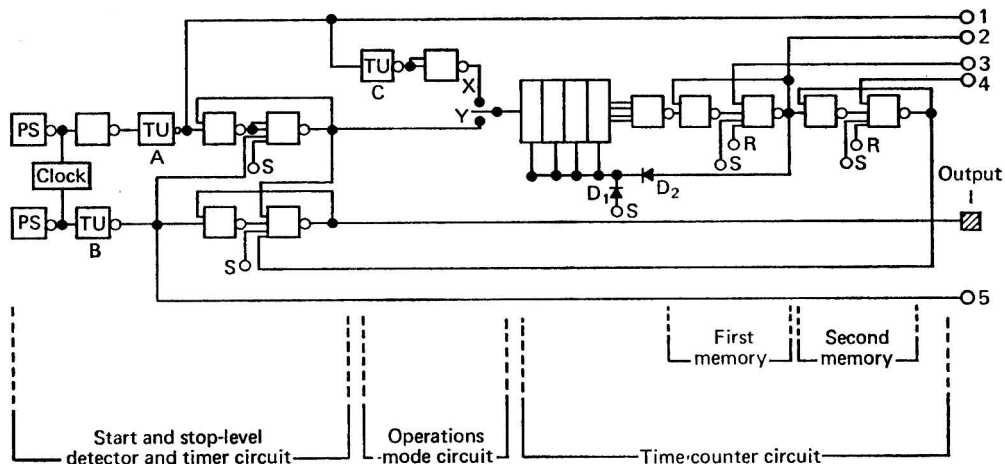 1
2
3
4
TU
C
X
Y
PS
TU
A
S
Clock
R
S
R
S
D1
D2
S
Output
PS
TU
B
S
5
First
memory
Second
memory
Start and stop-level
detector and timer circuit
Operations
-mode circuit
Time-counter circuit